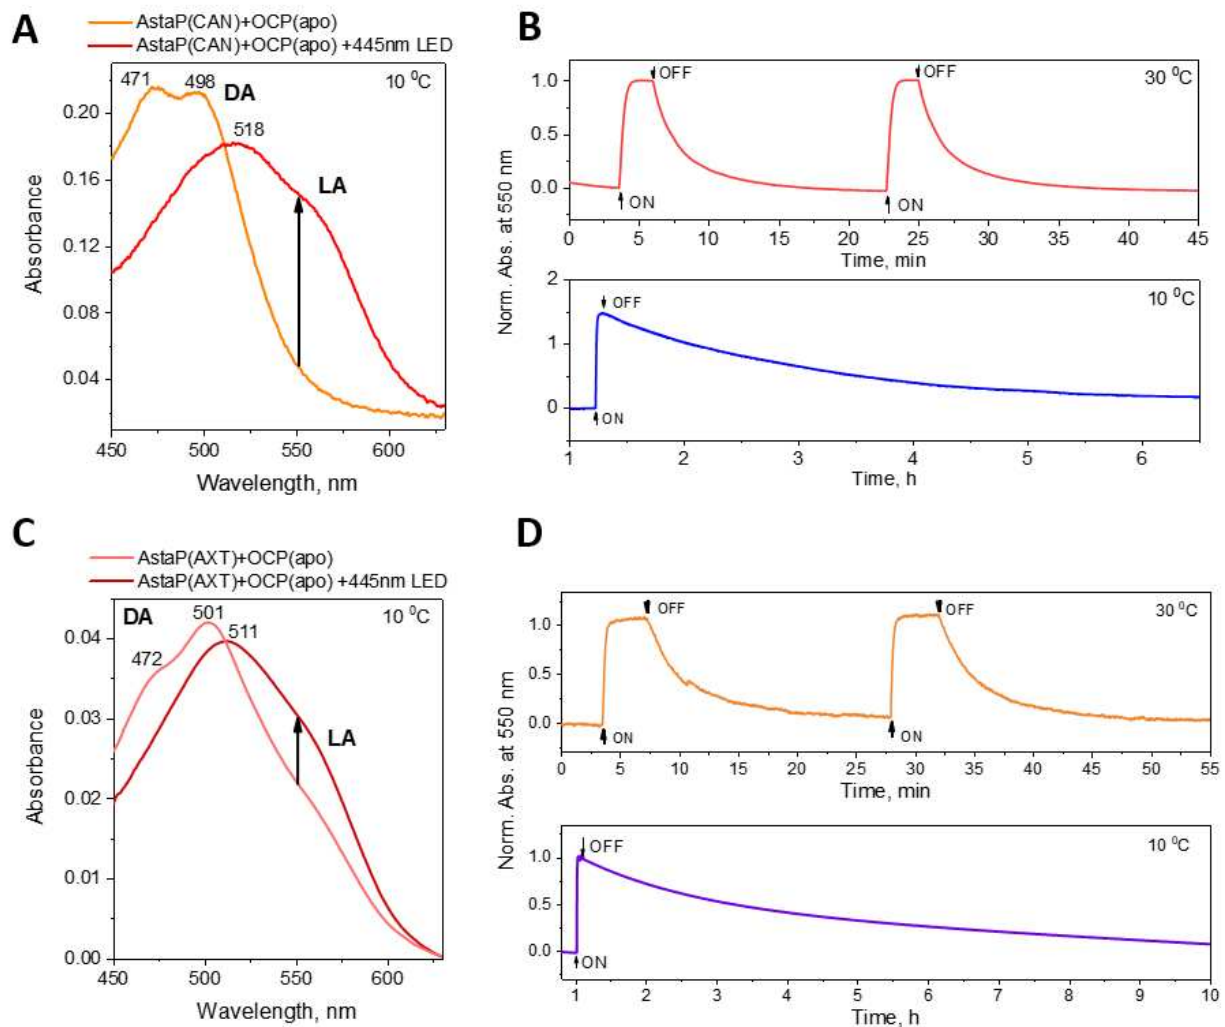 A
AstaP(CAN)+OCP(apo)
AstaP(CAN)+OCP(apo) +445nm LED
471
498
DA
518
LA
10 ⁰C
0.20
0.16
0.12
0.08
0.04
Absorbance
450 500 550 600
Wavelength, nm
B
OFF
OFF
30 ⁰C
1.0
0.5
0.0
ON
ON
0 5 10 15 20 25 30 35 40 45
Time, min
Norm. Abs. at 550 nm
OFF
10 ⁰C
2
1
0
ON
1 2 3 4 5 6
Time, h
C
AstaP(AXT)+OCP(apo)
AstaP(AXT)+OCP(apo) +445nm LED
DA
501
511
472
LA
10 ⁰C
0.04
0.03
0.02
0.01
0.00
Absorbance
450 500 550 600
Wavelength, nm
D
OFF
OFF
30 ⁰C
1.0
0.5
0.0
ON
ON
0 5 10 15 20 25 30 35 40 45 50 55
Time, min
Norm. Abs. at 550 nm
OFF
10 ⁰C
1.0
0.5
0.0
ON
1 2 3 4 5 6 7 8 9 10
Time, h